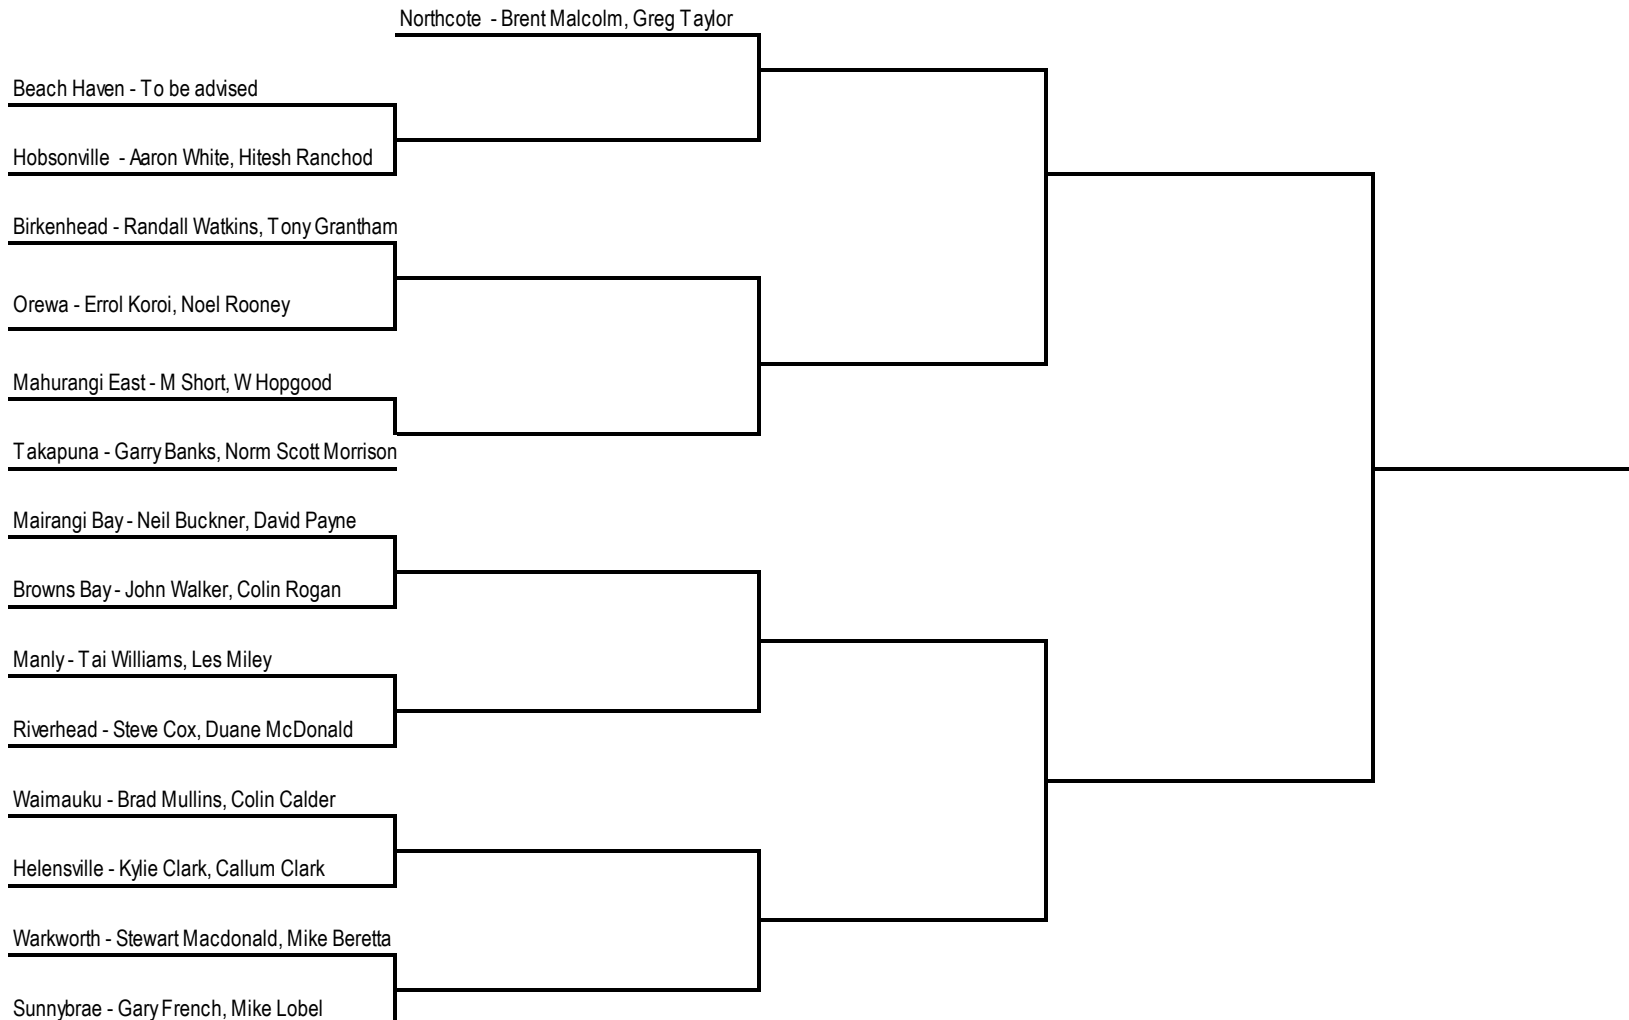 Northcote - Brent Malcolm, Greg Taylor
Beach Haven - To be advised
Hobsonville - Aaron White, Hitesh Ranchod
Birkenhead - Randall Watkins, Tony Grantham
Orewa - Errol Koroi, Noel Rooney
Mahurangi East - M Short, W Hopgood
Takapuna - Garry Banks, Norm Scott Morrison
Mairangi Bay - Neil Buckner, David Payne
Browns Bay - John Walker, Colin Rogan
Manly - Tai Williams, Les Miley
Riverhead - Steve Cox, Duane McDonald
Waimauku - Brad Mullins, Colin Calder
Helensville - Kylie Clark, Callum Clark
Warkworth - Stewart Macdonald, Mike Beretta
Sunnybrae - Gary French, Mike Lobel